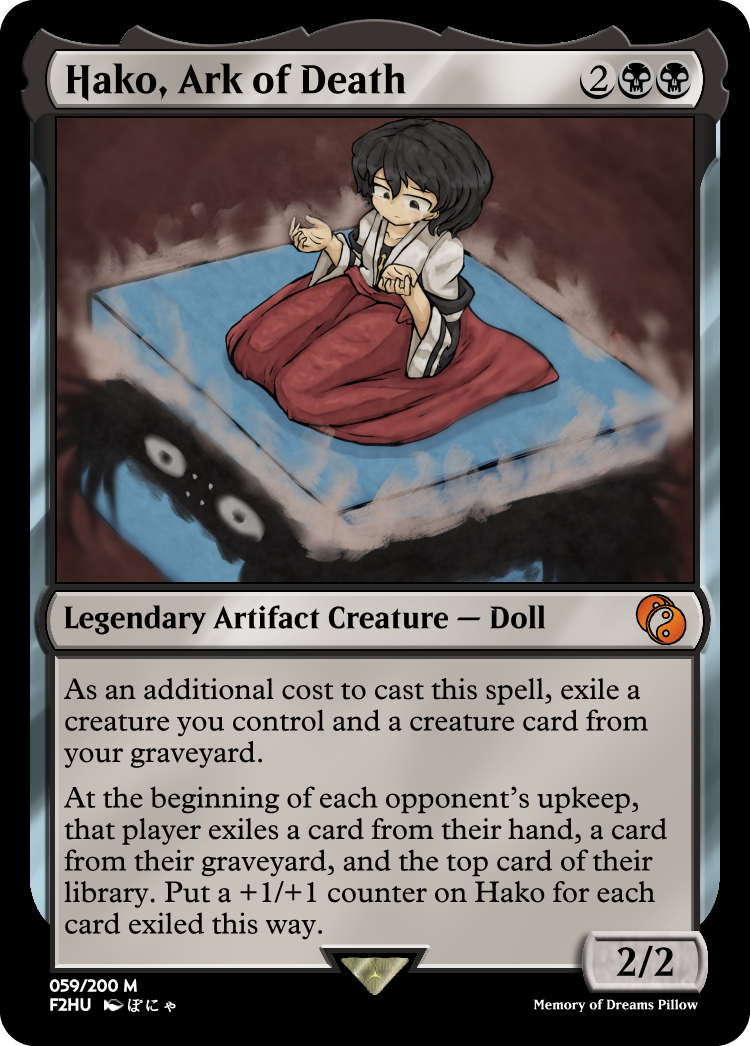 Hako, Ark of Death 2
Legendary Artifact Creature — Doll
As an additional cost to cast this spell, exile a
creature you control and a creature card from
your graveyard.
At the beginning of each opponent's upkeep,
that player exiles a card from their hand, a card
from their graveyard, and the top card of their
library. Put a +1/+1 counter on Hako for each
card exiled this way.
2/2
059/200 M
F2HU ぽにゃ
Memory of Dreams Pillow